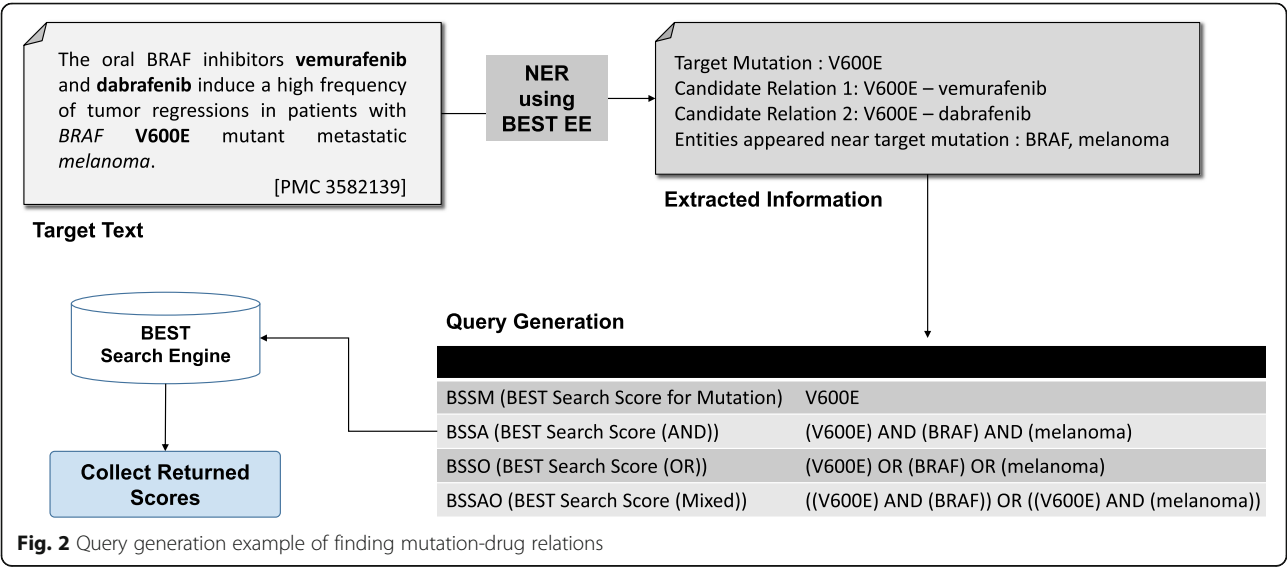 The oral BRAF inhibitors vemurafenib
and dabrafenib induce a high frequency
of tumor regressions in patients with
BRAF V600E mutant metastatic
melanoma.
[PMC 3582139]
Target Text
NER
using
BEST EE
Target Mutation : V600E
Candidate Relation 1: V600E – vemurafenib
Candidate Relation 2: V600E – dabrafenib
Entities appeared near target mutation : BRAF, melanoma
Extracted Information
Query Generation
BSSM (BEST Search Score for Mutation) V600E
BSSA (BEST Search Score (AND)) (V600E) AND (BRAF) AND (melanoma)
BSSO (BEST Search Score (OR)) (V600E) OR (BRAF) OR (melanoma)
BSSAO (BEST Search Score (Mixed)) ((V600E) AND (BRAF)) OR ((V600E) AND (melanoma))
BEST
Search Engine
Collect Returned
Scores
Fig. 2 Query generation example of finding mutation-drug relations